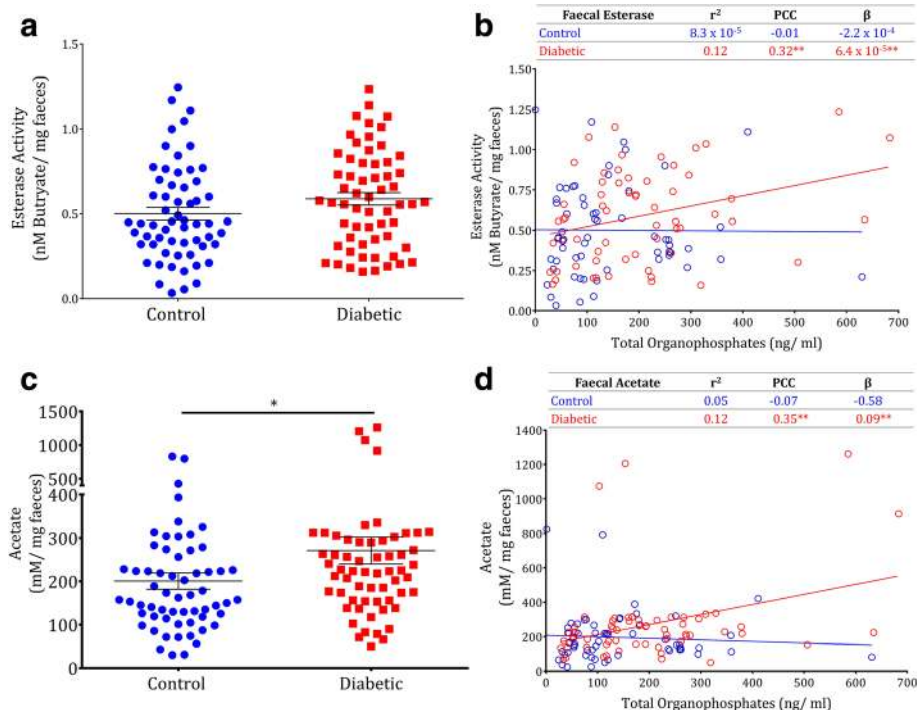 a
1.5
1.0
0.5
0.0
Esterase Activity
(nM Butryate/ mg faeces)
Control Diabetic
b
Faecal Esterase r² PCC β
Control 8.3 x 10⁻⁵ -0.01 -2.2 x 10⁻⁴
Diabetic 0.12 0.32** 6.4 x 10⁻⁵**
1.50
1.25
1.00
0.75
0.50
0.25
0.00
Esterase Activity
(nM Butyrate/ mg faeces)
0 100 200 300 400 500 600 700
Total Organophosphates (ng/ ml)
c
*
1500
1300
1100
900
700
500
400
300
200
100
0
Acetate
(mM/ mg faeces)
Control Diabetic
d
Faecal Acetate r² PCC β
Control 0.05 -0.07 -0.58
Diabetic 0.12 0.35** 0.09**
1400
1200
1000
800
600
400
200
0
Acetate
(mM/ mg faeces)
0 100 200 300 400 500 600 700
Total Organophosphates (ng/ ml)